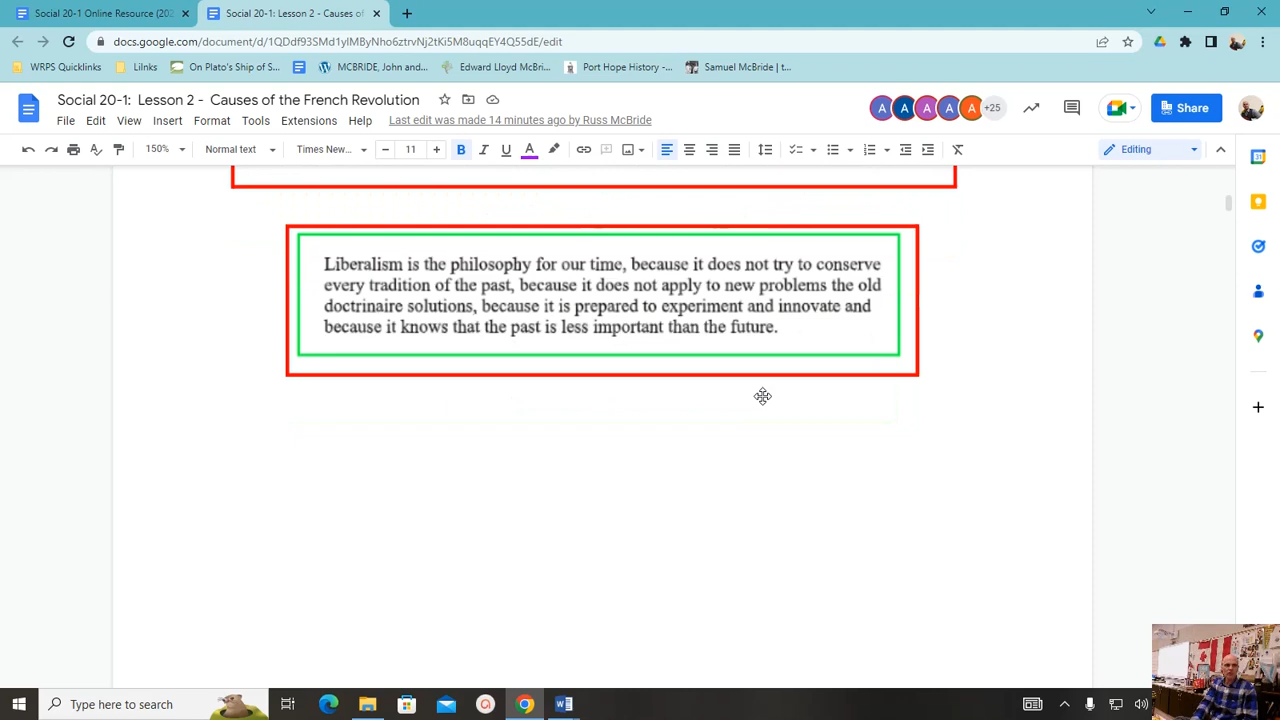 Social 20-1 Online Resource (202
Social 20-1: Lesson 2 - Causes of
docs.google.com/document/d/1QDdf93SMd1yIMByNho6ztrvNj2tKi5M8uqqEY4Q55dE/edit
WRPS Quicklinks
Lilnks
On Plato's Ship of S...
MCBRIDE, John and...
Edward Lloyd McBri...
Port Hope History -...
Samuel McBride | t...
Social 20-1: Lesson 2 - Causes of the French Revolution
A A A A A +25
Share
File Edit View Insert Format Tools Extensions Help Last edit was made 14 minutes ago by Russ McBride
150% Normal text Times New... − 11 + B I U A Editing
Liberalism is the philosophy for our time, because it does not try to conserve
every tradition of the past, because it does not apply to new problems the old
doctrinaire solutions, because it is prepared to experiment and innovate and
because it knows that the past is less important than the future.
Type here to search